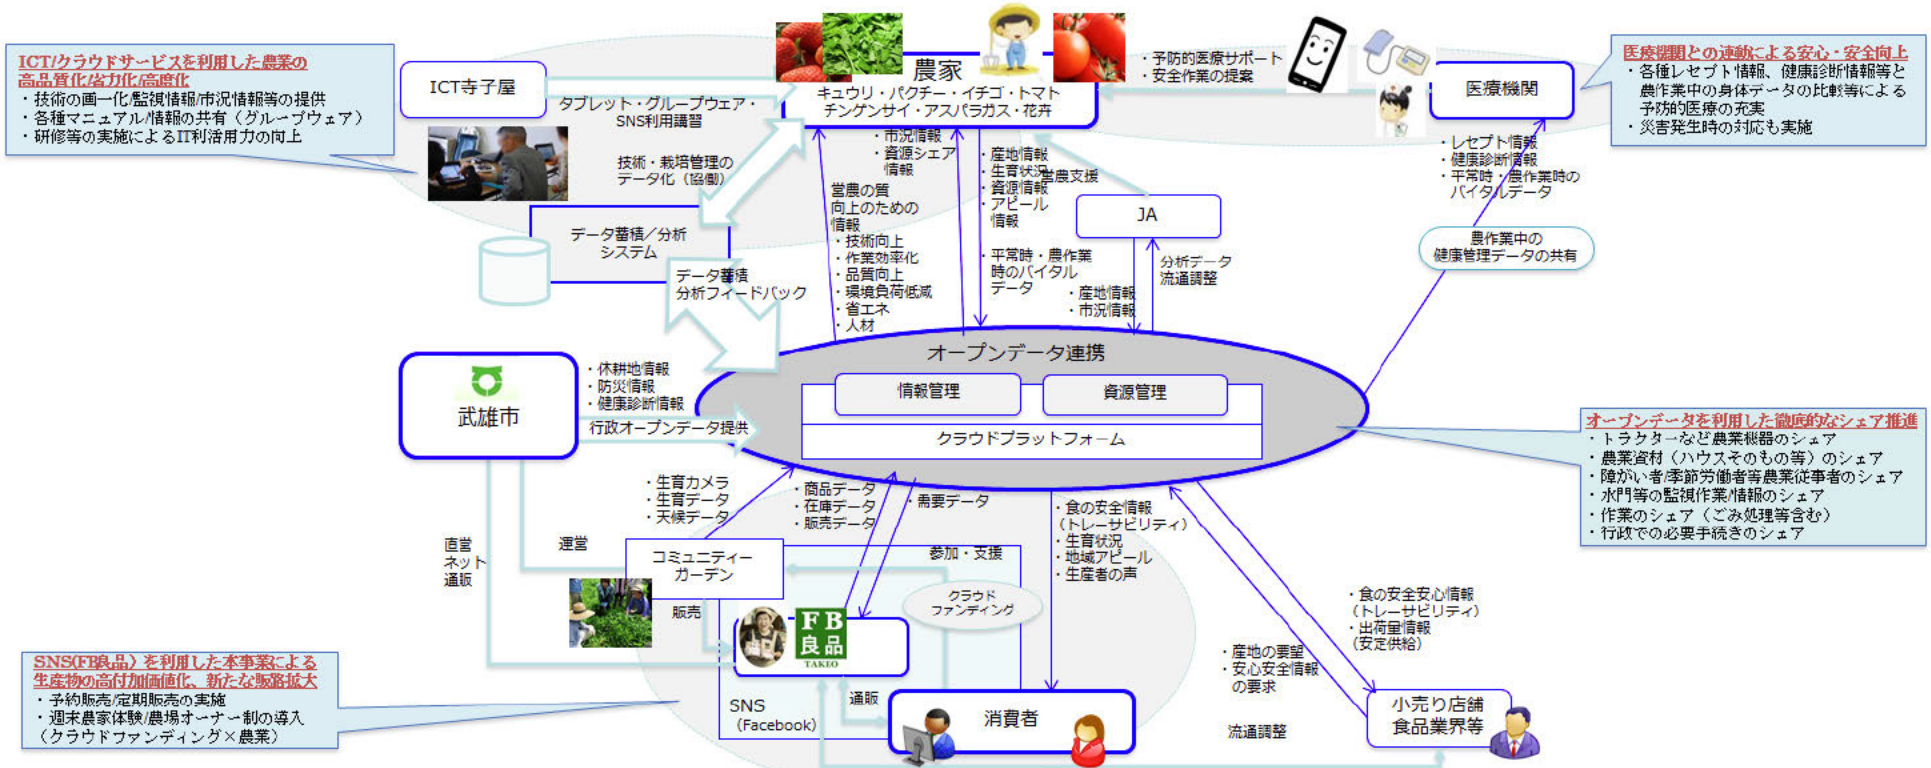 ICT/クラウドサービスを利用した農業の
高品質化/省力化/高度化
・技術の画一化/監視情報/市況情報等の提供
・各種マニュアル/情報の共有（グループウェア）
・研修等の実施によるIT利活用力の向上
ICT寺子屋
タブレット・グループウェア・
SNS利用講習
技術・栽培管理の
データ化（協働）
農家
キュウリ・パクチー・イチゴ・トマト
チンゲンサイ・アスパラガス・花卉
・予防的医療サポート
・安全作業の提案
医療機関
医療機関との連動による安心・安全向上
・各種レセプト情報、健康診断情報等と
農作業中の身体データの比較等による
予防的医療の充実
・災害発生時の対応も実施
・レセプト情報
・健康診断情報
・平常時・農作業時の
バイタルデータ
農作業中の
健康管理データの共有
データ蓄積／分析
システム
データ蓄積
分析フィードバック
営農の質
向上のための
情報
・技術向上
・作業効率化
・品質向上
・環境負荷低減
・省エネ
・人材
・市況情報
・資源シェア
情報
・産地情報
・生育状況
・資源情報
・アピール
情報
・平常時・農作業
時のバイタル
データ
営農支援
JA
・産地情報
・市況情報
分析データ
流通調整
オープンデータ連携
情報管理
資源管理
クラウドプラットフォーム
武雄市
・休耕地情報
・防災情報
・健康診断情報
行政オープンデータ提供
オープンデータを利用した徹底的なシェア推進
・トラクターなど農業機器のシェア
・農業資材（ハウスそのもの等）のシェア
・障がい者/季節労働者等農業従事者のシェア
・水門等の監視作業/情報のシェア
・作業のシェア（ごみ処理等含む）
・行政での必要手続きのシェア
・生育カメラ
・生育データ
・天候データ
・商品データ
・在庫データ
・販売データ
・需要データ
・食の安全情報
（トレーサビリティ）
・生育状況
・地域アピール
・生産者の声
直営
ネット
通販
運営
コミュニティー
ガーデン
参加・支援
クラウド
ファンディング
販売
FB
良品
TAKEO
SNS
（Facebook）
通販
消費者
・食の安全安心情報
（トレーサビリティ）
・出荷量情報
（安定供給）
・産地の要望
・安心安全情報
の要求
流通調整
小売り店舗
食品業界等
SNS(FB良品）を利用した本事業による
生産物の高付加価値化、新たな販路拡大
・予約販売/定期販売の実施
・週末農家体験/農場オーナー制の導入
（クラウドファンディング×農業）